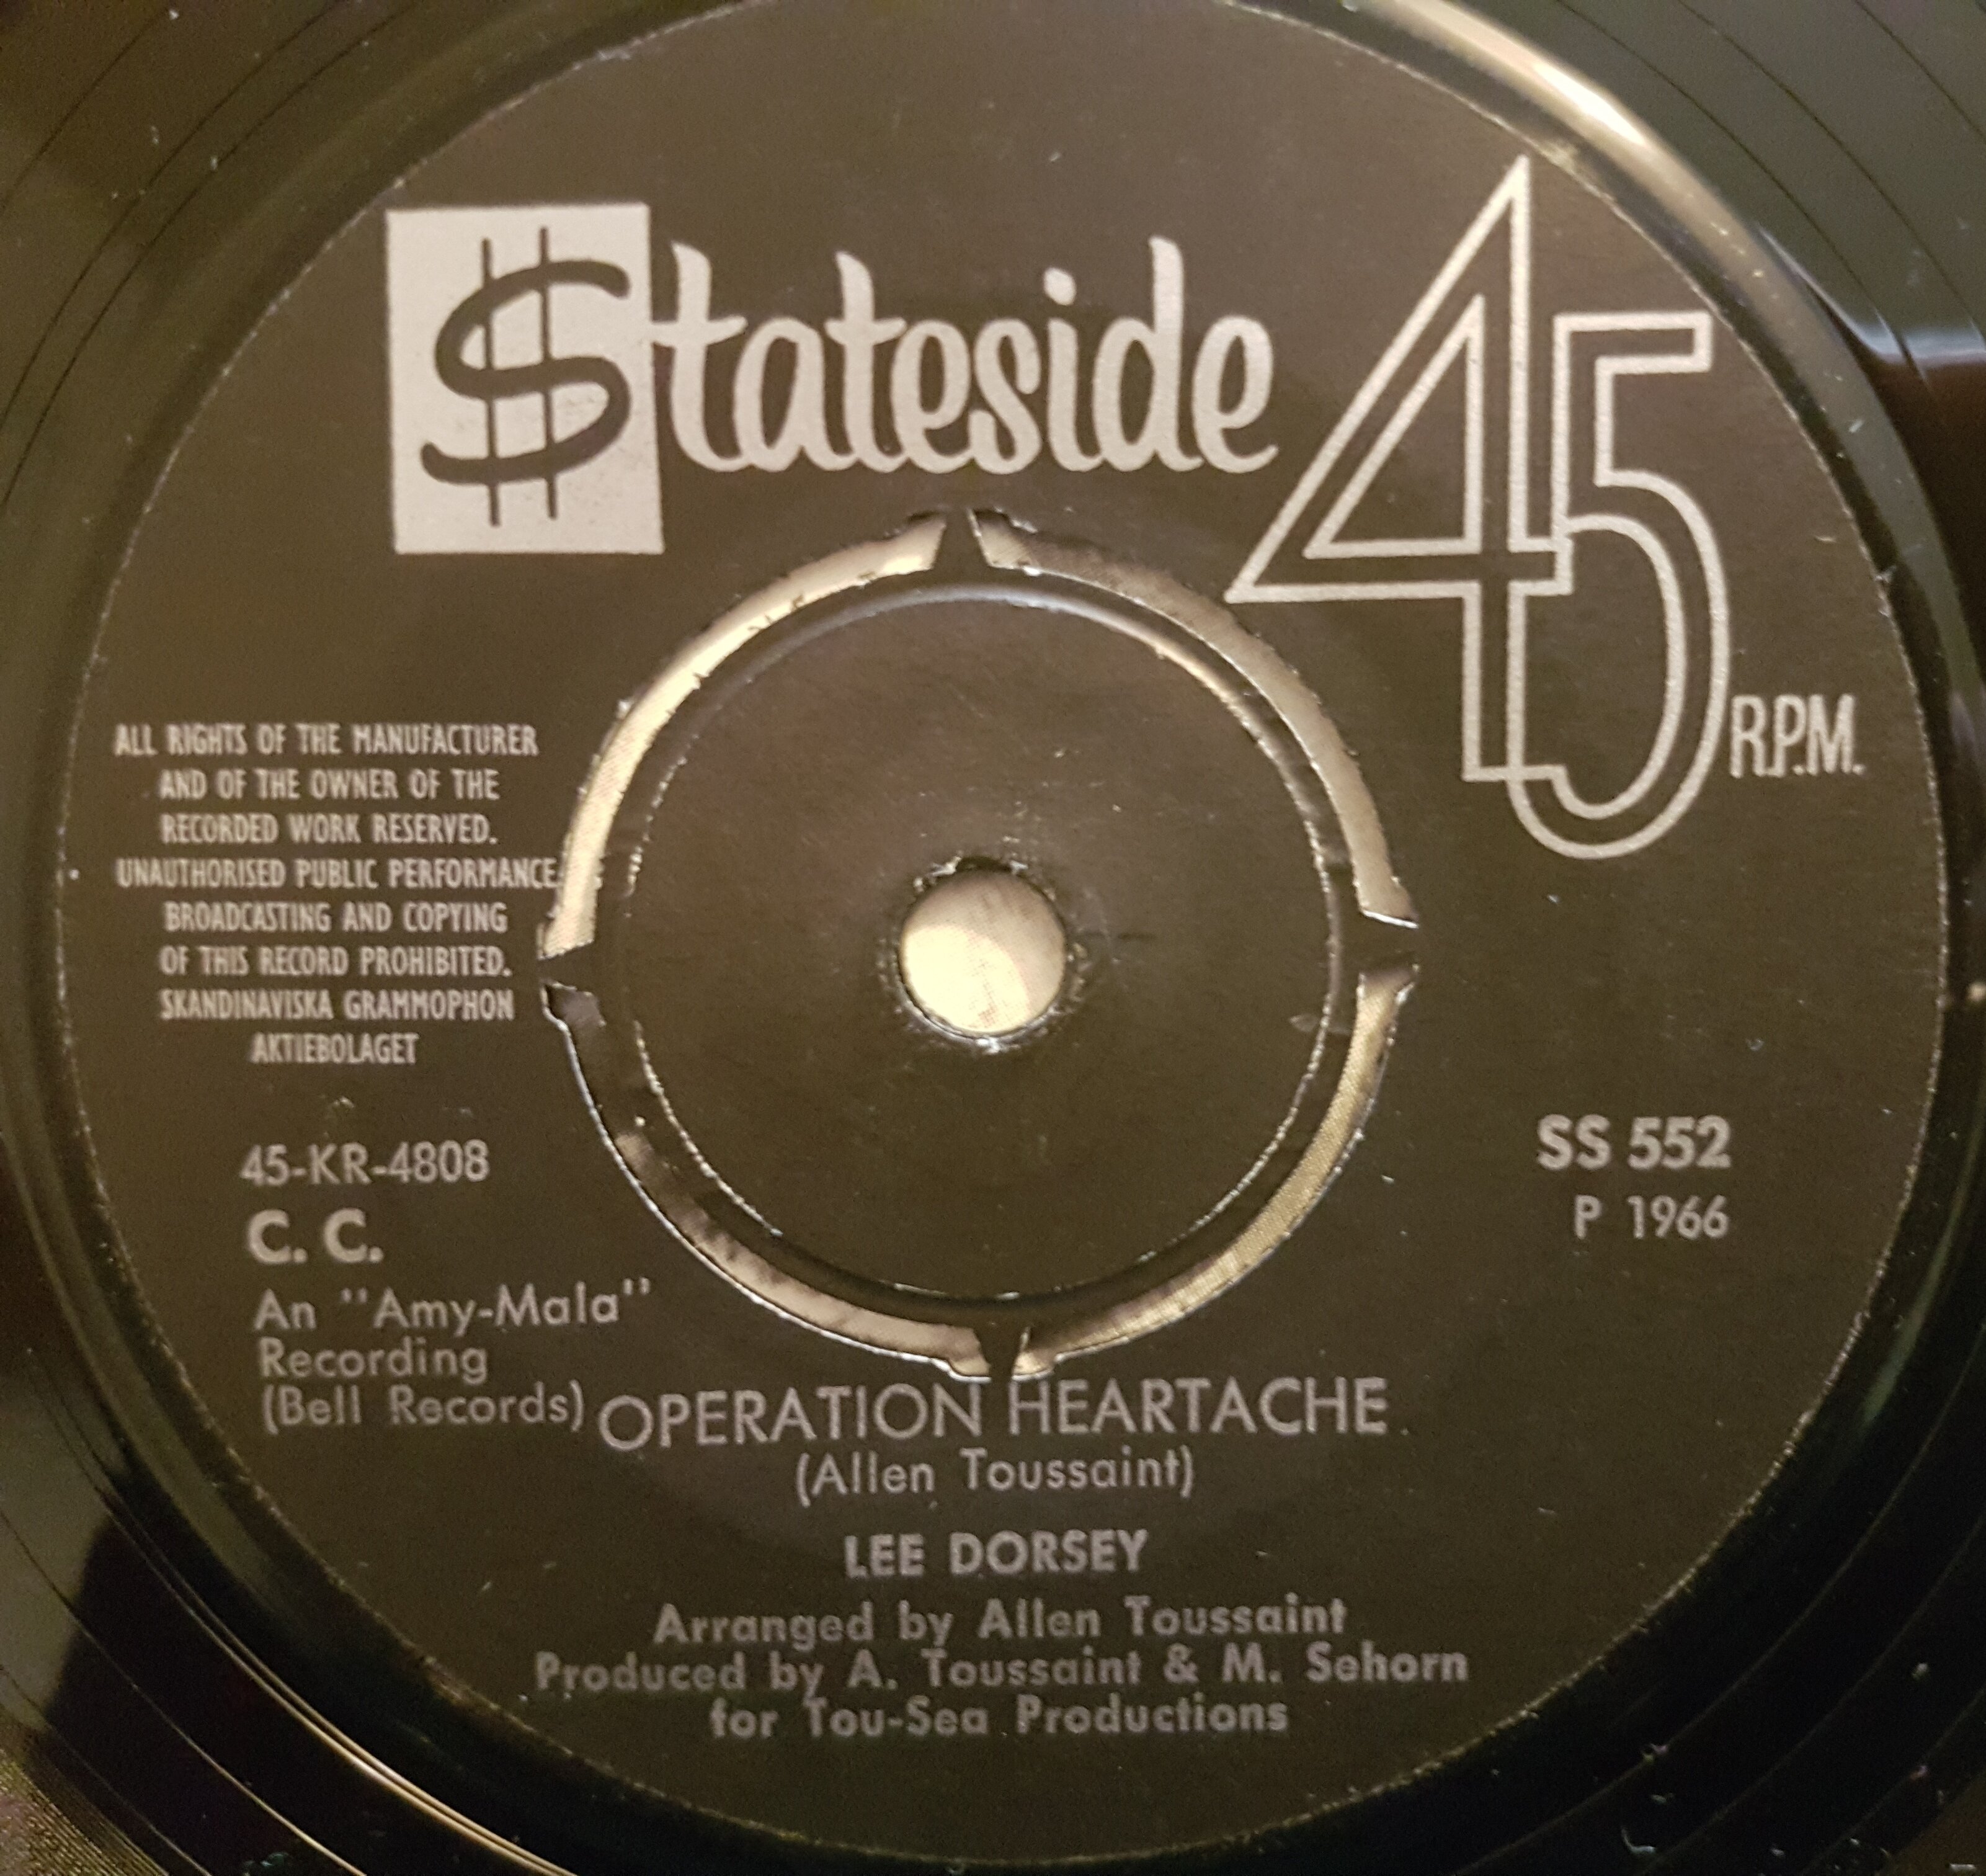 $tateside
45
R.P.M.
ALL RIGHTS OF THE MANUFACTURER
AND OF THE OWNER OF THE
RECORDED WORK RESERVED.
UNAUTHORISED PUBLIC PERFORMANCE
BROADCASTING AND COPYING
OF THIS RECORD PROHIBITED.
SKANDINAVISKA GRAMMOPHON
AKTIEBOLAGET
45-KR-4808
C. C.
An "Amy-Mala"
Recording
(Bell Records)
SS 552
P 1966
OPERATION HEARTACHE
(Allen Toussaint)
LEE DORSEY
Arranged by Allen Toussaint
Produced by A. Toussaint & M. Sehorn
for Tou-Sea Productions